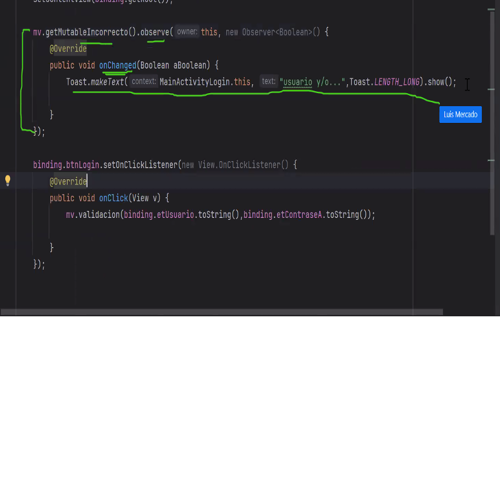 setContentView(binding.getRoot());
mv.getMutableIncorrecto().observe( owner: this, new Observer<Boolean>() {
@Override
public void onChanged(Boolean aBoolean) {
Toast.makeText( context: MainActivityLogin.this, text: "usuario y/o...",Toast.LENGTH_LONG).show();
Luis Mercado
}
});
binding.btnLogin.setOnClickListener(new View.OnClickListener() {
@Override
public void onClick(View v) {
mv.validacion(binding.etUsuario.toString(),binding.etContraseA.toString());
}
});